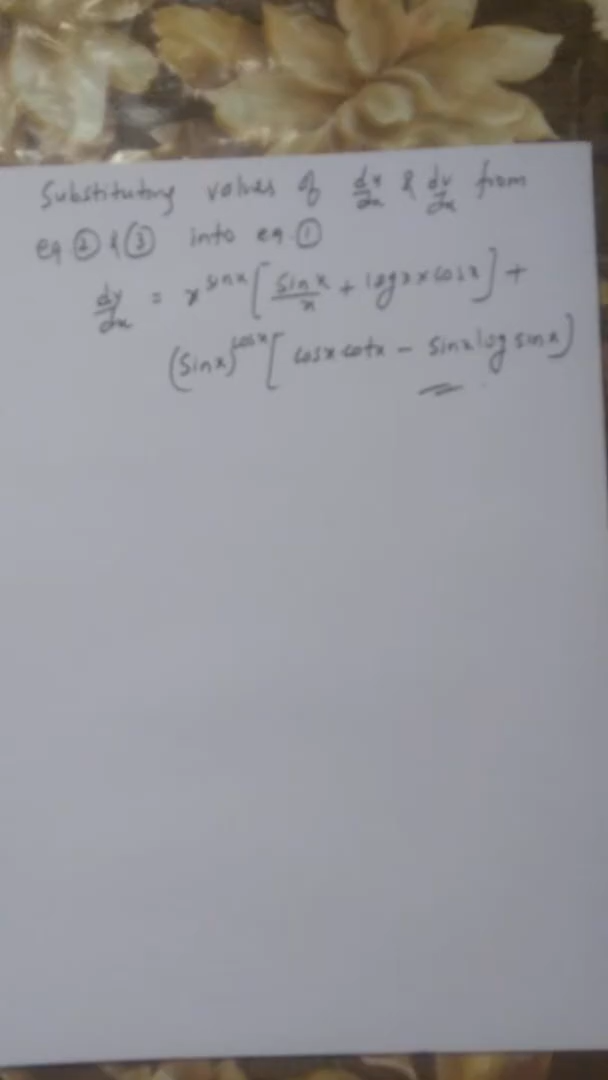 Substituting values of du/dx & dv/dx from
eq ② & ③ into eq ①
dy/dx = x^sinx [ sinx/x + logx x cosx ] +
(sinx)^cosx [ cosx cotx - sinx log sinx ]